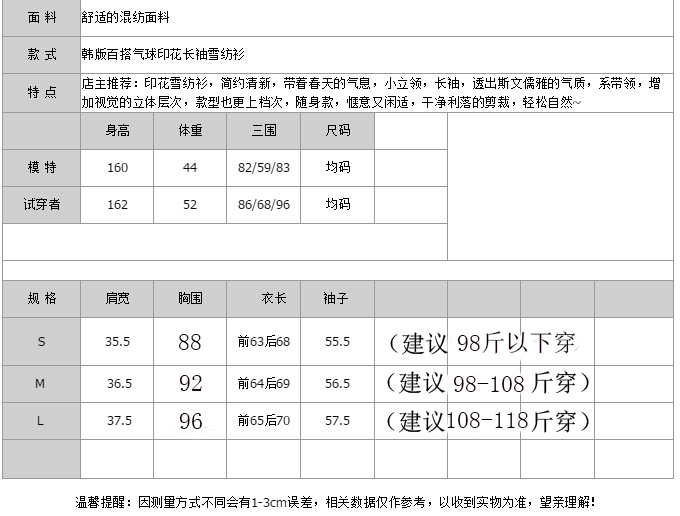 面 料 舒适的混纺面料
款 式 韩版百搭气球印花长袖雪纺衫
特 点 店主推荐：印花雪纺衫，简约清新，带着春天的气息，小立领，长袖，透出斯文儒雅的气质，系带领，增
加视觉的立体层次，款型也更上档次，随身款，惬意又闲适，干净利落的剪裁，轻松自然~
身高 体重 三围 尺码
模 特 160 44 82/59/83 均码
试穿者 162 52 86/68/96 均码
规 格 肩宽 胸围 衣长 袖子
S 35.5 88 前63后68 55.5 （建议 98斤以下穿
M 36.5 92 前64后69 56.5 （建议 98-108 斤穿）
L 37.5 96 前65后70 57.5 （建议108-118斤穿）
温馨提醒：因测量方式不同会有1-3cm误差，相关数据仅作参考，以收到实物为准，望亲理解!